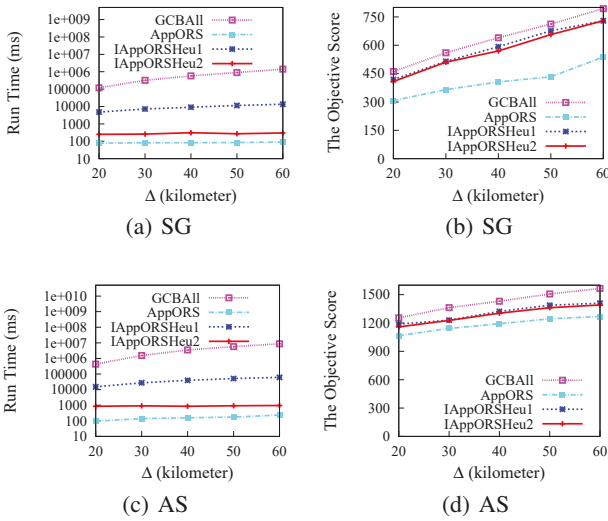 Run Time (ms)
1e+009
1e+008
1e+007
1e+006
100000
10000
1000
100
10
GCBAll
AppORS
IAppORSHeu1
IAppORSHeu2
20 30 40 50 60
Δ (kilometer)
(a) SG
The Objective Score
750
600
450
300
150
0
GCBAll
AppORS
IAppORSHeu1
IAppORSHeu2
20 30 40 50 60
Δ (kilometer)
(b) SG
Run Time (ms)
1e+010
1e+009
1e+008
1e+007
1e+006
100000
10000
1000
100
10
GCBAll
AppORS
IAppORSHeu1
IAppORSHeu2
20 30 40 50 60
Δ (kilometer)
(c) AS
The Objective Score
1500
1200
900
600
300
0
GCBAll
AppORS
IAppORSHeu1
IAppORSHeu2
20 30 40 50 60
Δ (kilometer)
(d) AS